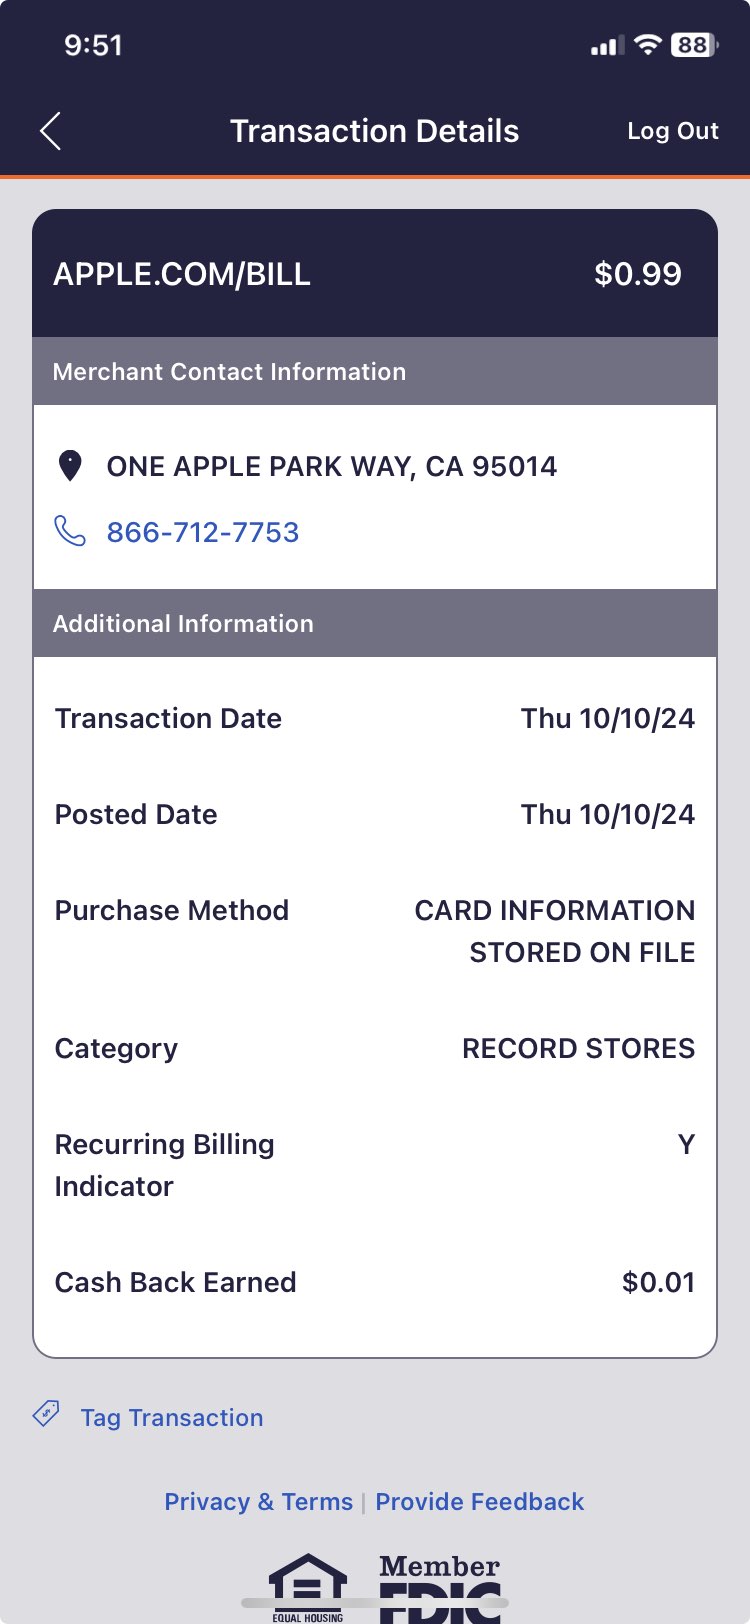 9:51
88
Transaction Details
Log Out
APPLE.COM/BILL
$0.99
Merchant Contact Information
ONE APPLE PARK WAY, CA 95014
866-712-7753
Additional Information
Transaction Date
Thu 10/10/24
Posted Date
Thu 10/10/24
Purchase Method
CARD INFORMATION
STORED ON FILE
Category
RECORD STORES
Recurring Billing
Indicator
Y
Cash Back Earned
$0.01
Tag Transaction
Privacy & Terms | Provide Feedback
Member
FDIC
EQUAL HOUSING